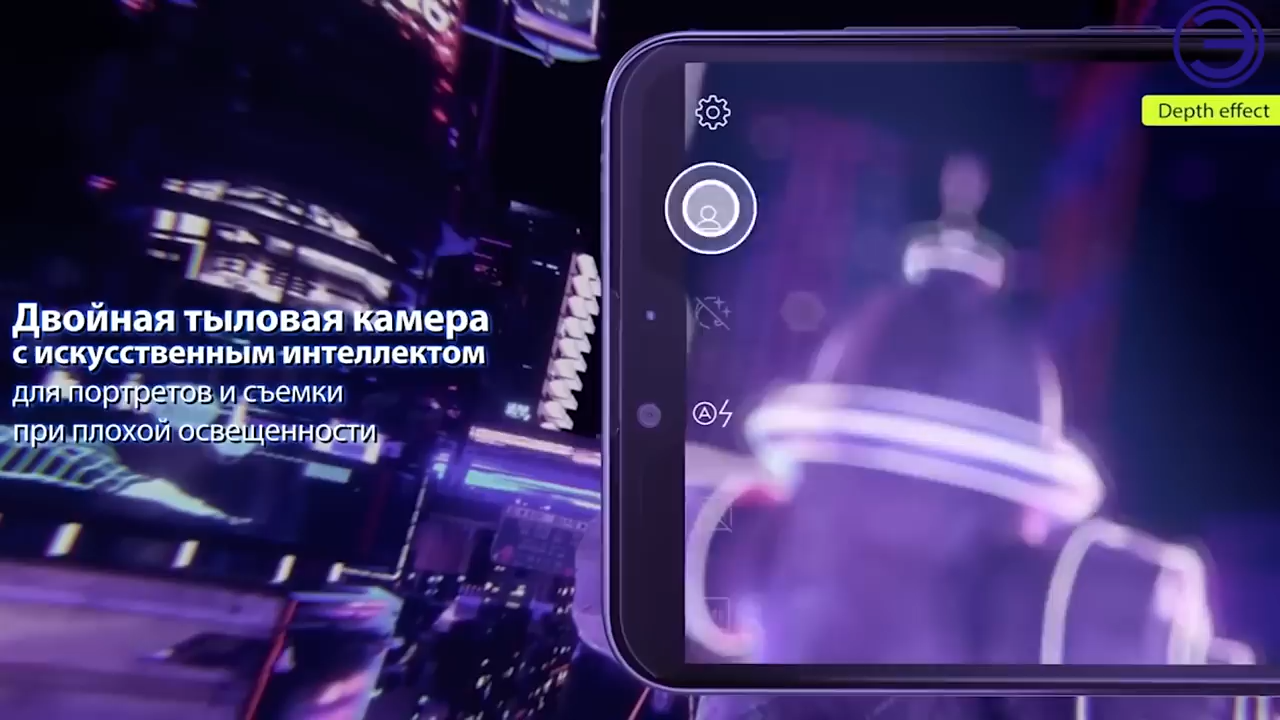 Двойная тыловая камера
с искусственным интеллектом
для портретов и съемки
при плохой освещенности
Depth effect